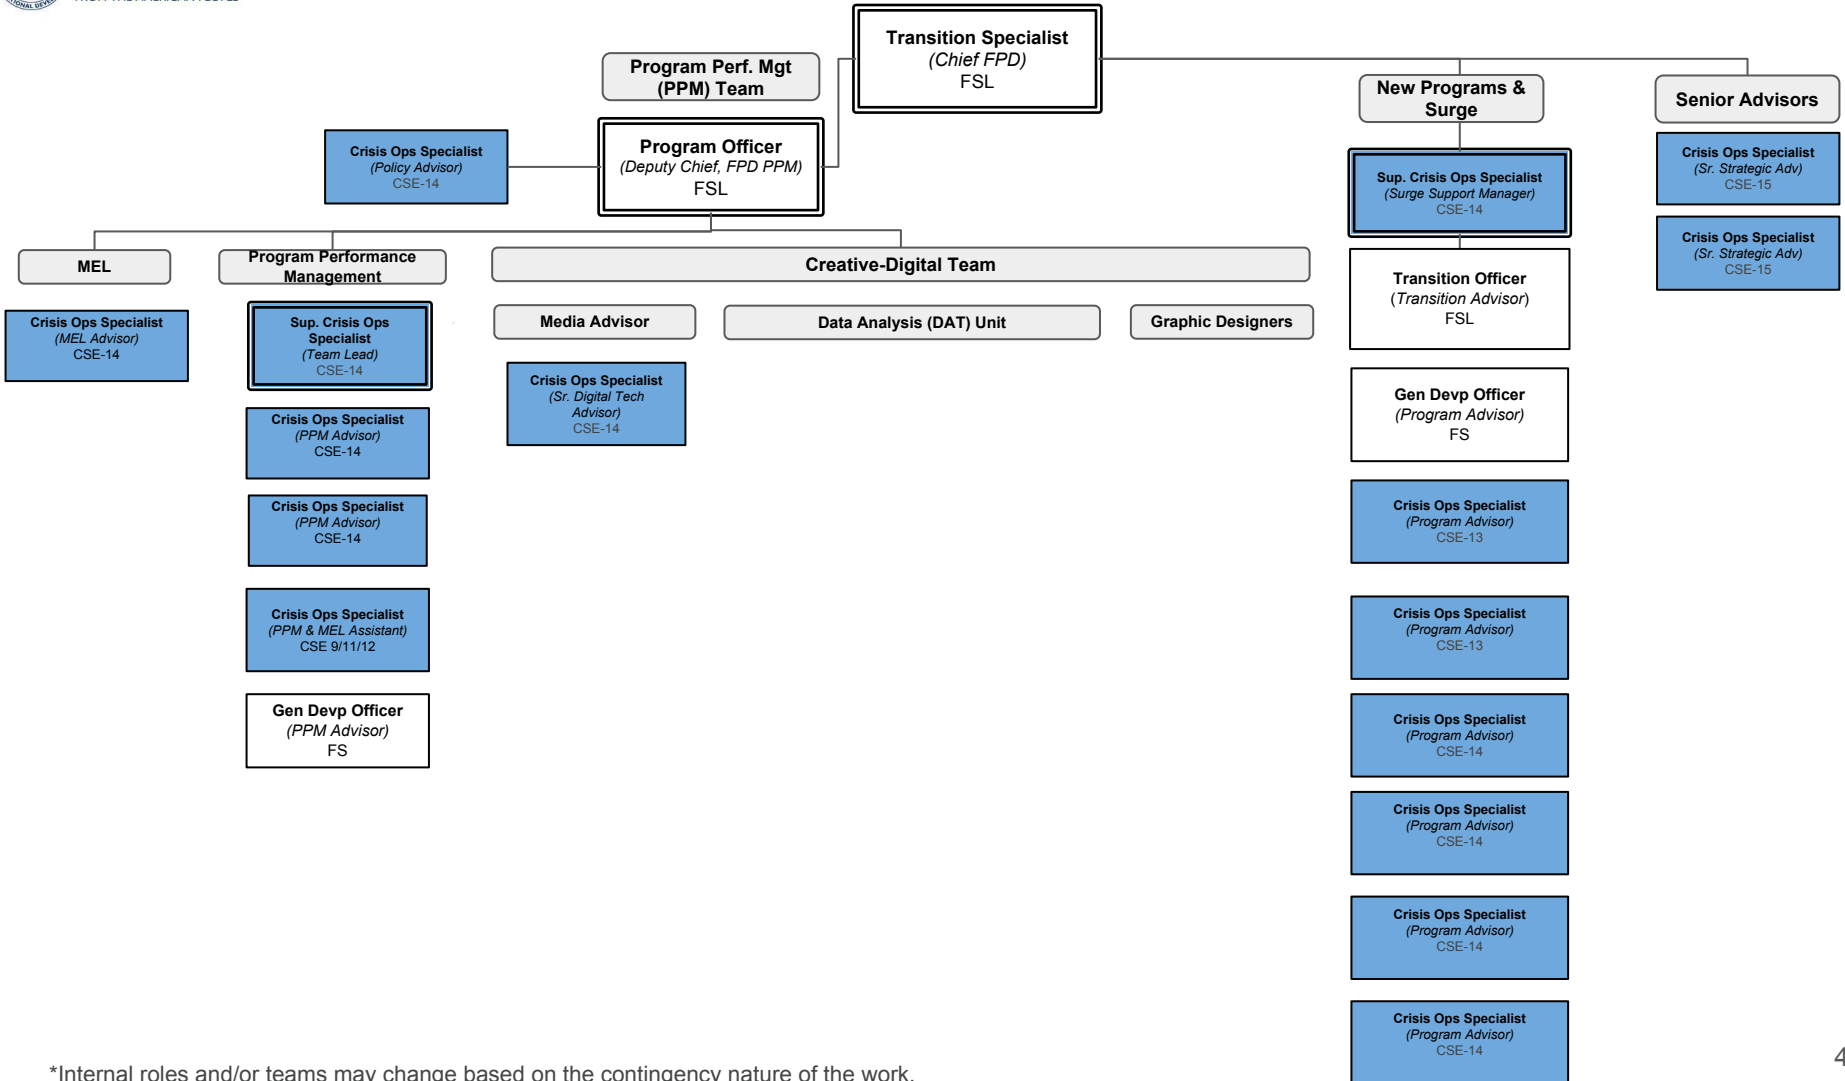 Transition Specialist
(Chief FPD)
FSL
Program Perf. Mgt
(PPM) Team
New Programs &
Surge
Senior Advisors
Crisis Ops Specialist
(Policy Advisor)
CSE-14
Program Officer
(Deputy Chief, FPD PPM)
FSL
Sup. Crisis Ops Specialist
(Surge Support Manager)
CSE-14
Crisis Ops Specialist
(Sr. Strategic Adv)
CSE-15
Crisis Ops Specialist
(Sr. Strategic Adv)
CSE-15
MEL
Program Performance
Management
Creative-Digital Team
Media Advisor
Data Analysis (DAT) Unit
Graphic Designers
Crisis Ops Specialist
(MEL Advisor)
CSE-14
Sup. Crisis Ops
Specialist
(Team Lead)
CSE-14
Crisis Ops Specialist
(PPM Advisor)
CSE-14
Crisis Ops Specialist
(PPM Advisor)
CSE-14
Crisis Ops Specialist
(PPM & MEL Assistant)
CSE 9/11/12
Gen Devp Officer
(PPM Advisor)
FS
Crisis Ops Specialist
(Sr. Digital Tech
Advisor)
CSE-14
Transition Officer
(Transition Advisor)
FSL
Gen Devp Officer
(Program Advisor)
FS
Crisis Ops Specialist
(Program Advisor)
CSE-13
Crisis Ops Specialist
(Program Advisor)
CSE-13
Crisis Ops Specialist
(Program Advisor)
CSE-14
Crisis Ops Specialist
(Program Advisor)
CSE-14
Crisis Ops Specialist
(Program Advisor)
CSE-14
Crisis Ops Specialist
(Program Advisor)
CSE-14
*Internal roles and/or teams may change based on the contingency nature of the work.
4